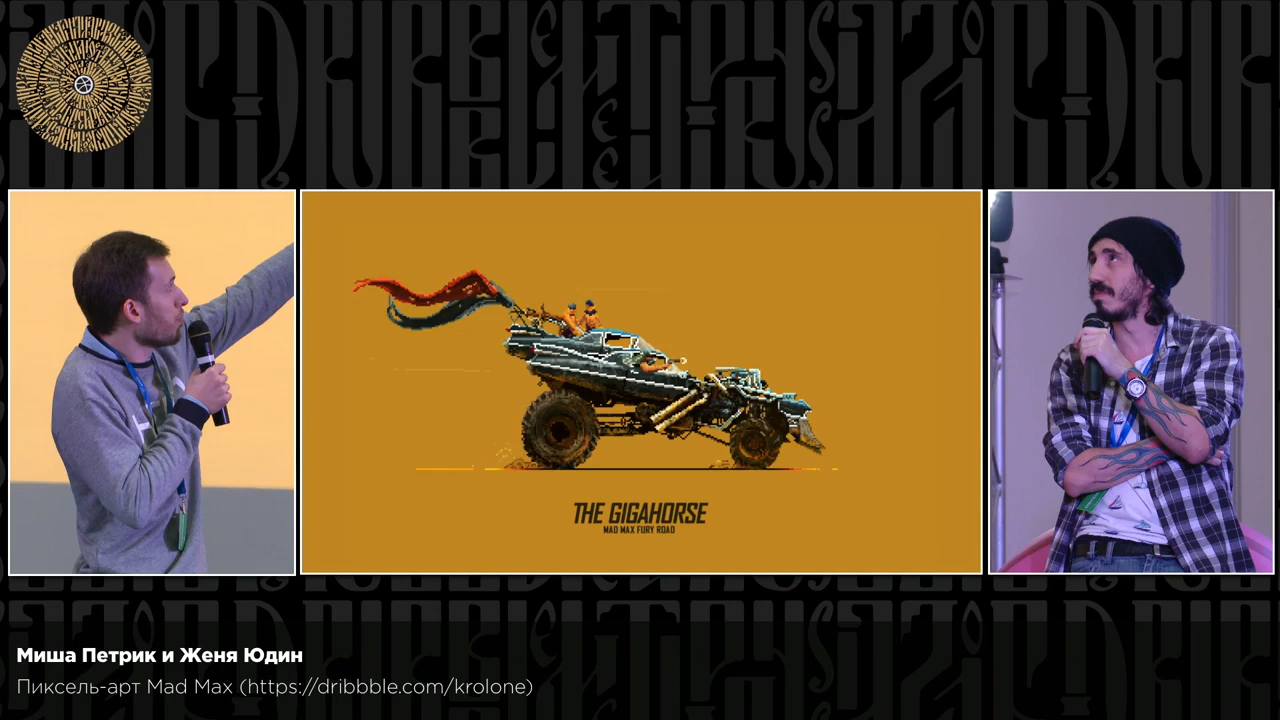 THE GIGAHORSE
MAD MAX FURY ROAD
Миша Петрик и Женя Юдин
Пиксель-арт Mad Max (https://dribbble.com/krolone)